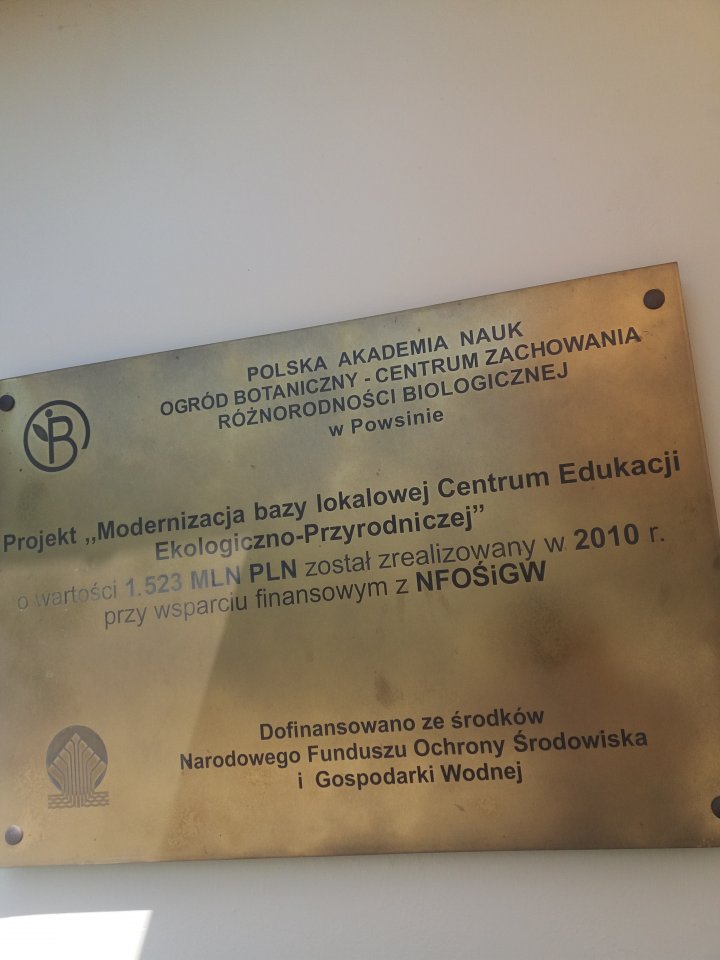 POLSKA AKADEMIA NAUK
OGRÓD BOTANICZNY - CENTRUM ZACHOWANIA
RÓŻNORODNOŚCI BIOLOGICZNEJ
w Powsinie
B
Projekt ,,Modernizacja bazy lokalowej Centrum Edukacji
Ekologiczno-Przyrodniczej”
o wartości 1.523 MLN PLN został zrealizowany w 2010 r.
przy wsparciu finansowym z NFOŚiGW
Dofinansowano ze środków
Narodowego Funduszu Ochrony Środowiska
i Gospodarki Wodnej